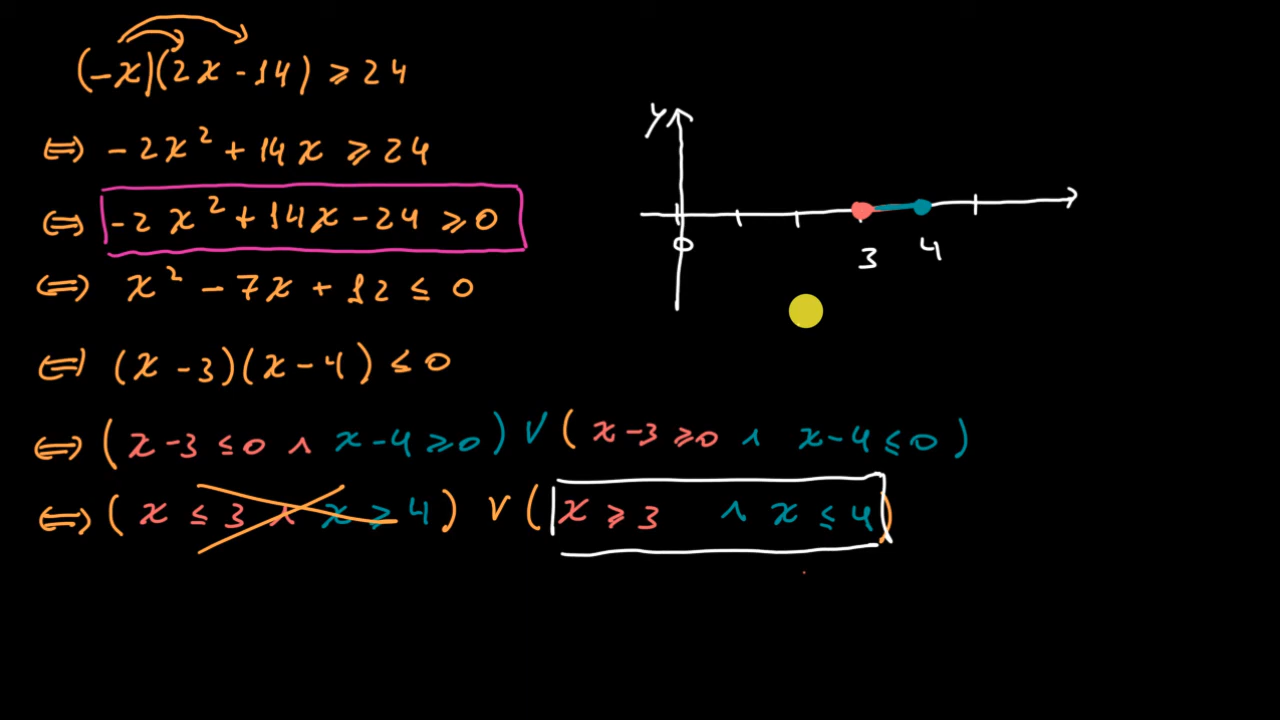 (-x)(2x-14) ⩾ 24
⟺ -2x² + 14x ⩾ 24
⟺ -2x² + 14x - 24 ⩾ 0
⟺ x² - 7x + 12 ≤ 0
⟺ (x - 3)(x - 4) ≤ 0
⟺ (x - 3 ≤ 0 ∧ x - 4 ⩾ 0) ∨ (x - 3 ⩾ 0 ∧ x - 4 ≤ 0)
⟺ (x ≤ 3 ∧ x ⩾ 4) ∨ (x ⩾ 3 ∧ x ≤ 4)
y
0 3 4